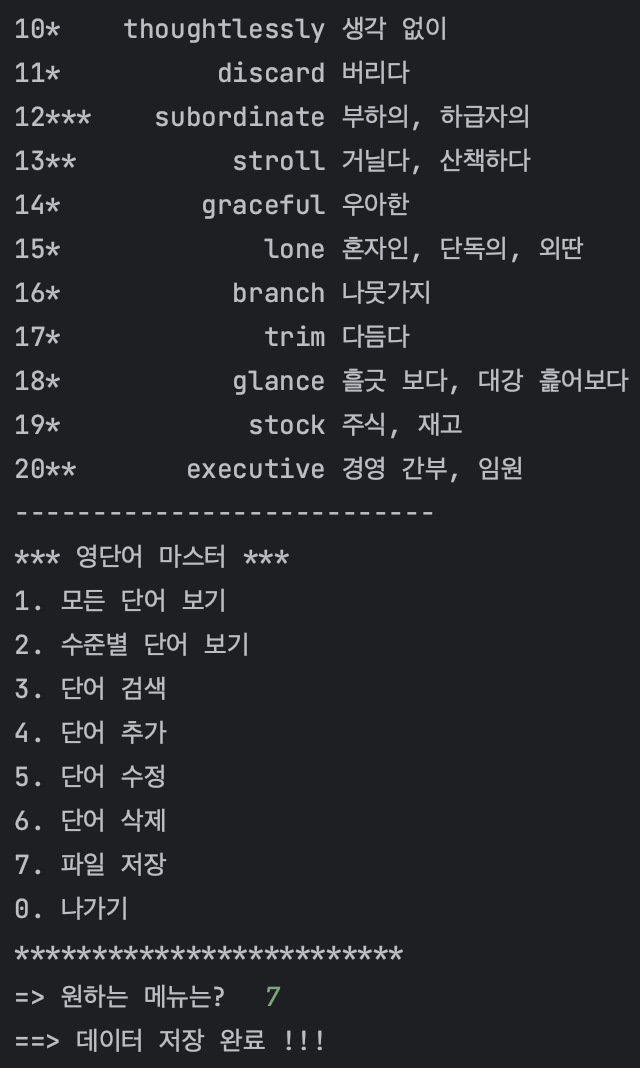 10*    thoughtlessly 생각 없이
11*          discard 버리다
12***    subordinate 부하의, 하급자의
13**          stroll 거닐다, 산책하다
14*         graceful 우아한
15*             lone 혼자인, 단독의, 외딴
16*           branch 나뭇가지
17*             trim 다듬다
18*           glance 흘긋 보다, 대강 훑어보다
19*            stock 주식, 재고
20**       executive 경영 간부, 임원
---------------------------
*** 영단어 마스터 ***
1. 모든 단어 보기
2. 수준별 단어 보기
3. 단어 검색
4. 단어 추가
5. 단어 수정
6. 단어 삭제
7. 파일 저장
0. 나가기
*************************
=> 원하는 메뉴는?  7
==> 데이터 저장 완료 !!!